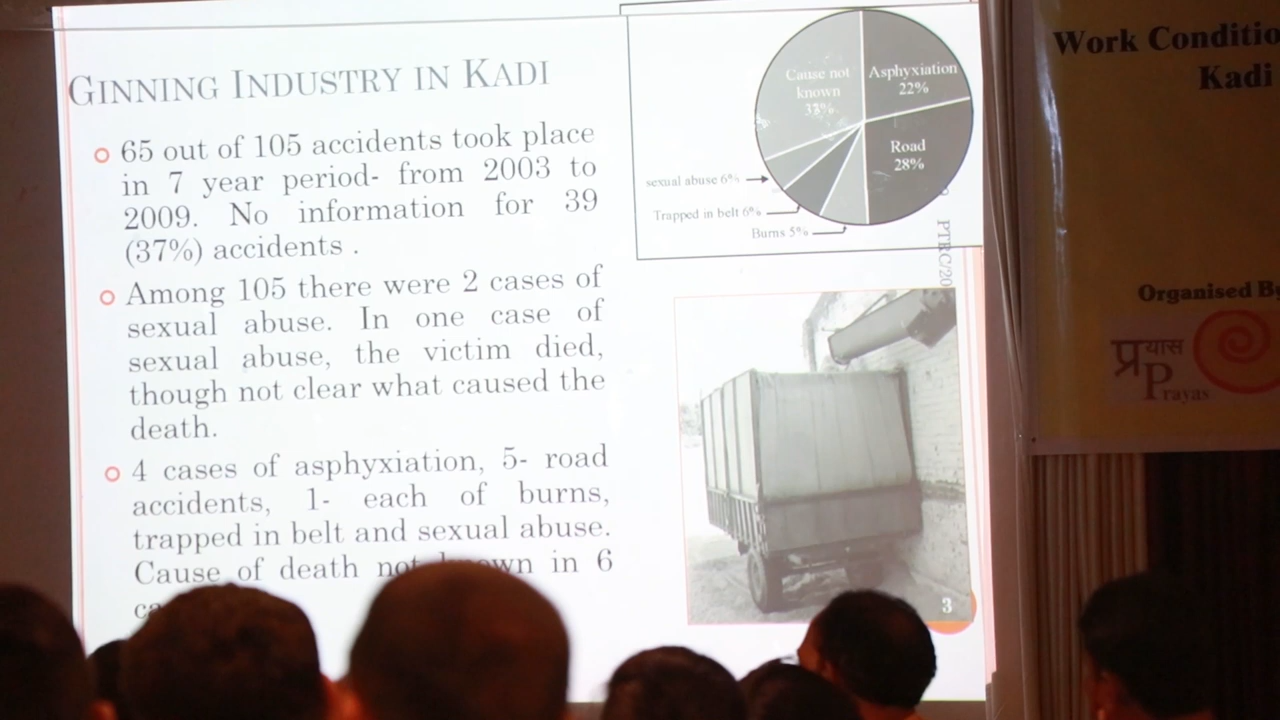 GINNING INDUSTRY IN KADI
65 out of 105 accidents took place
in 7 year period- from 2003 to
2009. No information for 39
(37%) accidents .
Among 105 there were 2 cases of
sexual abuse. In one case of
sexual abuse, the victim died,
though not clear what caused the
death.
4 cases of asphyxiation, 5- road
accidents, 1- each of burns,
trapped in belt and sexual abuse.
Cause of death not known in 6
Cause not
known
Asphyxiation
22%
Road
28%
sexual abuse 6%
Trapped in belt 6%
Burns 5%
PTRC/20
3
Work Conditio
Kadi
Organised B
प्रयास
Prayas